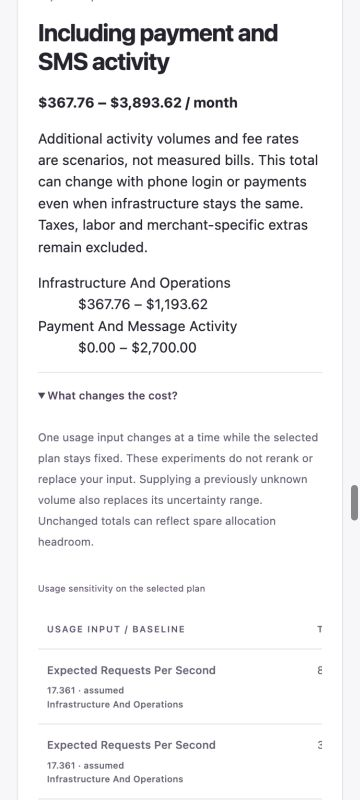 Including payment and
SMS activity
$367.76 – $3,893.62 / month
Additional activity volumes and fee rates
are scenarios, not measured bills. This total
can change with phone login or payments
even when infrastructure stays the same.
Taxes, labor and merchant-specific extras
remain excluded.
Infrastructure And Operations
$367.76 – $1,193.62
Payment And Message Activity
$0.00 – $2,700.00
▼ What changes the cost?
One usage input changes at a time while the selected
plan stays fixed. These experiments do not rerank or
replace your input. Supplying a previously unknown
volume also replaces its uncertainty range.
Unchanged totals can reflect spare allocation
headroom.
Usage sensitivity on the selected plan
USAGE INPUT / BASELINE
Expected Requests Per Second
17.361 · assumed
Infrastructure And Operations
Expected Requests Per Second
17.361 · assumed
Infrastructure And Operations